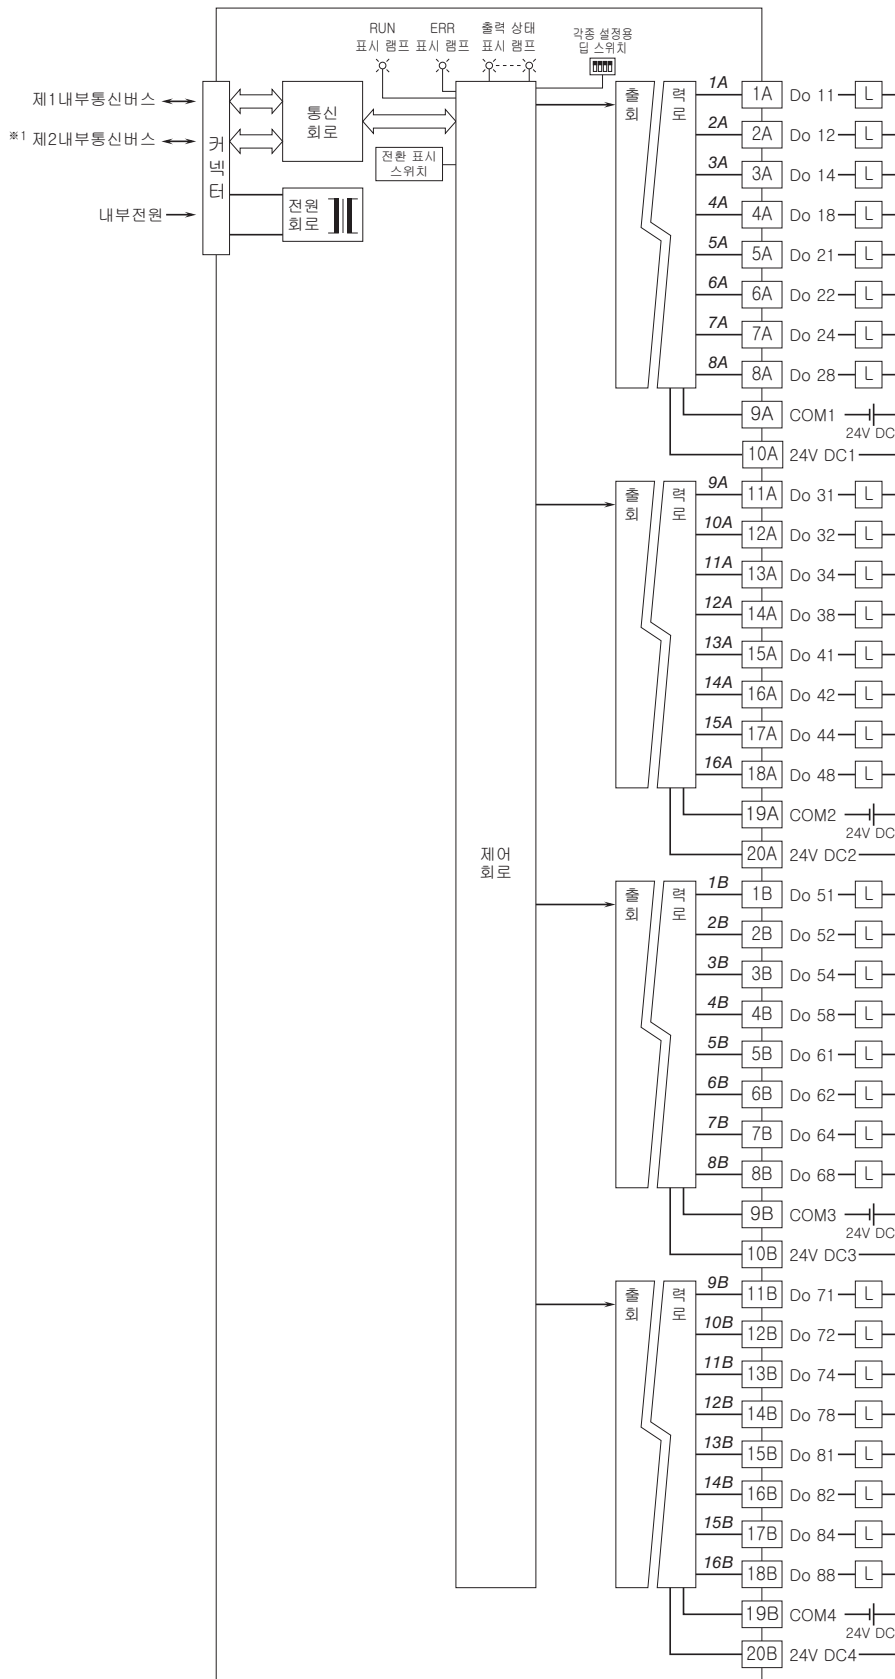 RUN
표시 램프
ERR
표시 램프
출력 상태
표시 램프
각종 설정용
딥 스위치
제1내부통신버스
※1 제2내부통신버스
내부전원
커넥터
통신
회로
전원
회로
전환 표시
스위치
제어
회로
출 력
회 로
1A 1A Do 11 L
2A 2A Do 12 L
3A 3A Do 14 L
4A 4A Do 18 L
5A 5A Do 21 L
6A 6A Do 22 L
7A 7A Do 24 L
8A 8A Do 28 L
9A COM1
24V DC
10A 24V DC1
출 력
회 로
9A 11A Do 31 L
10A 12A Do 32 L
11A 13A Do 34 L
12A 14A Do 38 L
13A 15A Do 41 L
14A 16A Do 42 L
15A 17A Do 44 L
16A 18A Do 48 L
19A COM2
24V DC
20A 24V DC2
출 력
회 로
1B 1B Do 51 L
2B 2B Do 52 L
3B 3B Do 54 L
4B 4B Do 58 L
5B 5B Do 61 L
6B 6B Do 62 L
7B 7B Do 64 L
8B 8B Do 68 L
9B COM3
24V DC
10B 24V DC3
출 력
회 로
9B 11B Do 71 L
10B 12B Do 72 L
11B 13B Do 74 L
12B 14B Do 78 L
13B 15B Do 81 L
14B 16B Do 82 L
15B 17B Do 84 L
16B 18B Do 88 L
19B COM4
24V DC
20B 24V DC4